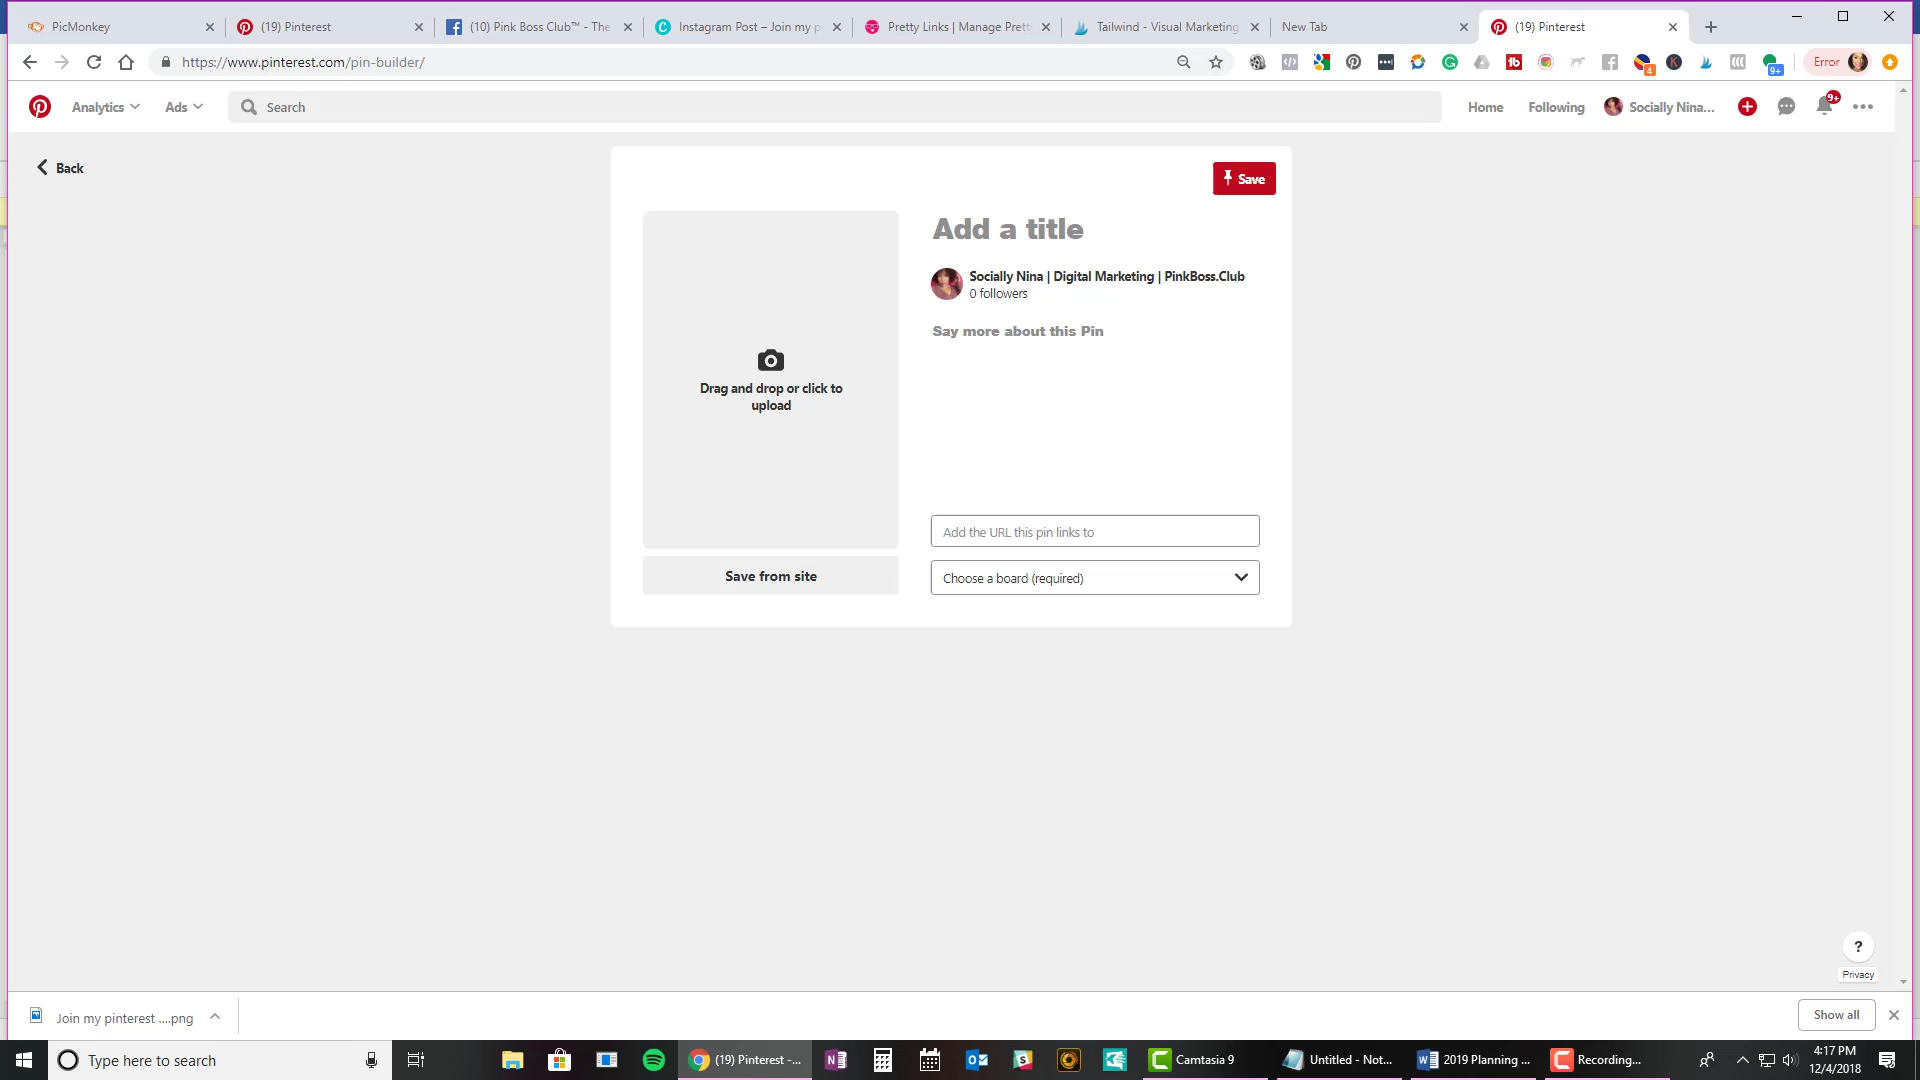 PicMonkey
(19) Pinterest
(10) Pink Boss Club™ - The
Instagram Post – Join my p
Pretty Links | Manage Prett
Tailwind - Visual Marketing
New Tab
(19) Pinterest
https://www.pinterest.com/pin-builder/
4
9+
Error
Analytics
Ads
Search
Home
Following
Socially Nina...
9+
Back
Save
Add a title
Socially Nina | Digital Marketing | PinkBoss.Club
0 followers
Say more about this Pin
Drag and drop or click to
upload
Add the URL this pin links to
Save from site
Choose a board (required)
?
Privacy
Join my pinterest ....png
Show all
Type here to search
(19) Pinterest -...
Camtasia 9
Untitled - Not...
2019 Planning ...
Recording...
4:17 PM
12/4/2018